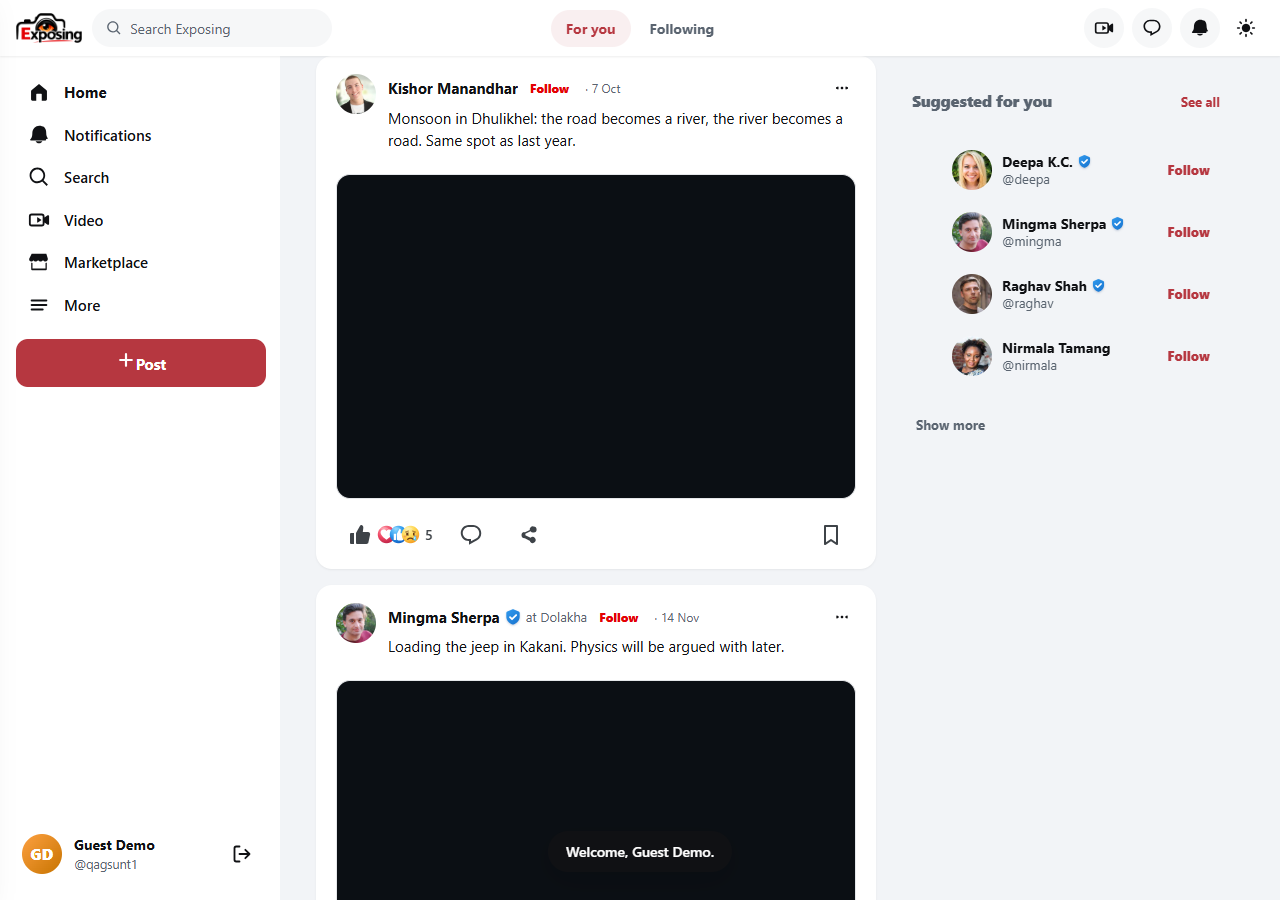 Exposing
Search Exposing
For you
Following
Home
Notifications
Search
Video
Marketplace
More
Post
Guest Demo
@qagsunt1
GD
Kishor Manandhar Follow · 7 Oct
Monsoon in Dhulikhel: the road becomes a river, the river becomes a
road. Same spot as last year.
5
Mingma Sherpa at Dolakha Follow · 14 Nov
Loading the jeep in Kakani. Physics will be argued with later.
Welcome, Guest Demo.
Suggested for you
See all
Deepa K.C.
@deepa
Follow
Mingma Sherpa
@mingma
Follow
Raghav Shah
@raghav
Follow
Nirmala Tamang
@nirmala
Follow
Show more